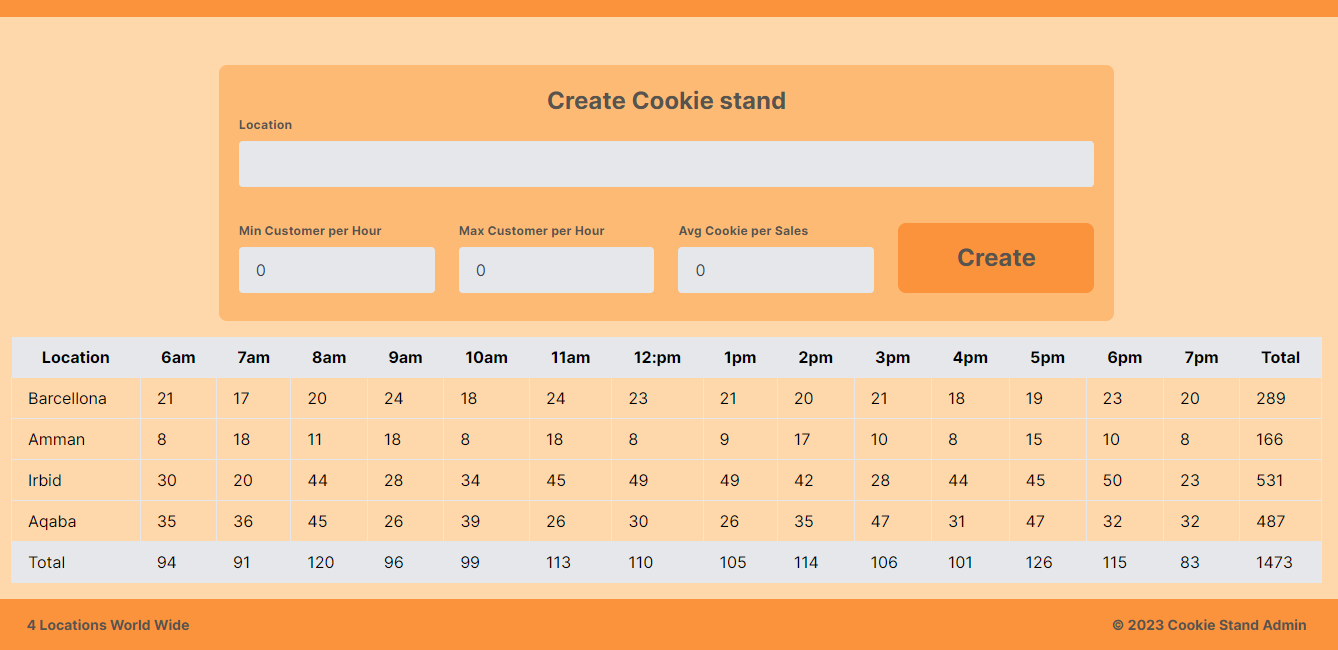 Create Cookie stand
Location
Min Customer per Hour Max Customer per Hour Avg Cookie per Sales
0 0 0 Create
Location 6am 7am 8am 9am 10am 11am 12:pm 1pm 2pm 3pm 4pm 5pm 6pm 7pm Total
Barcellona 21 17 20 24 18 24 23 21 20 21 18 19 23 20 289
Amman 8 18 11 18 8 18 8 9 17 10 8 15 10 8 166
Irbid 30 20 44 28 34 45 49 49 42 28 44 45 50 23 531
Aqaba 35 36 45 26 39 26 30 26 35 47 31 47 32 32 487
Total 94 91 120 96 99 113 110 105 114 106 101 126 115 83 1473
4 Locations World Wide © 2023 Cookie Stand Admin